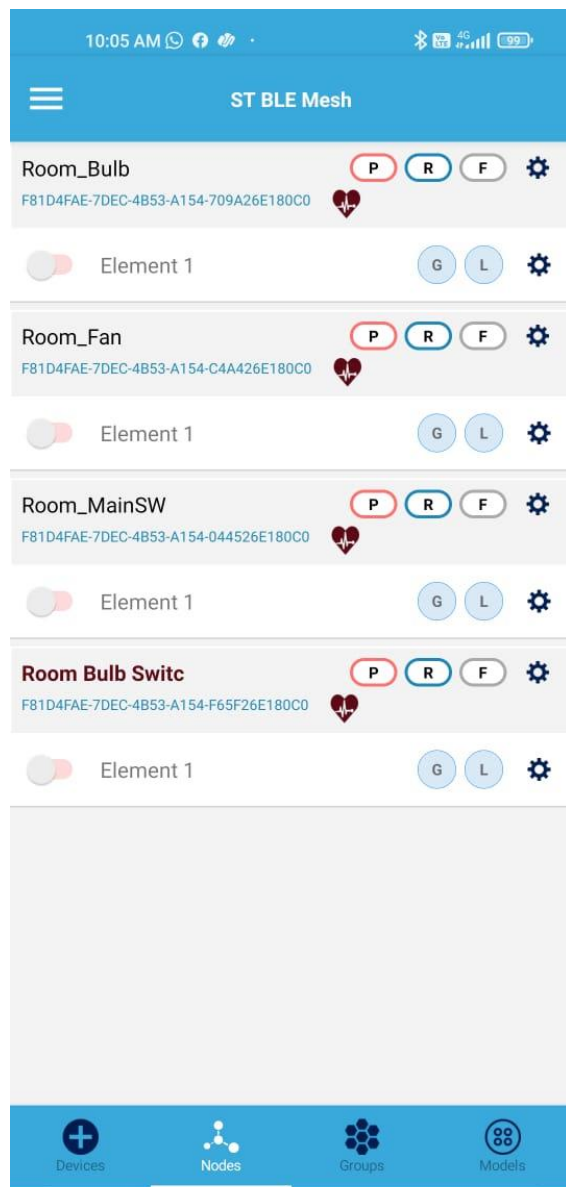 10:05 AM
4G
99
ST BLE Mesh
Room_Bulb P R F
F81D4FAE-7DEC-4B53-A154-709A26E180C0
Element 1 G L
Room_Fan P R F
F81D4FAE-7DEC-4B53-A154-C4A426E180C0
Element 1 G L
Room_MainSW P R F
F81D4FAE-7DEC-4B53-A154-044526E180C0
Element 1 G L
Room Bulb Switc P R F
F81D4FAE-7DEC-4B53-A154-F65F26E180C0
Element 1 G L
Devices Nodes Groups Models